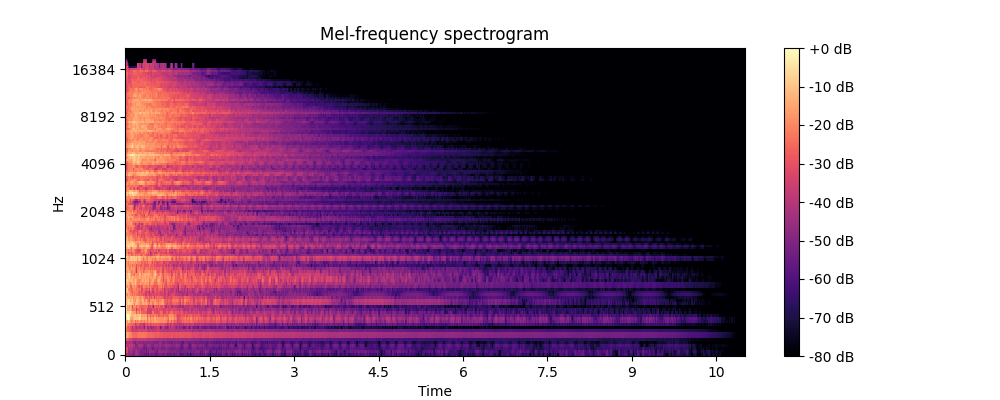 Mel-frequency spectrogram
Hz
16384
8192
4096
2048
1024
512
0
0 1.5 3 4.5 6 7.5 9 10
Time
+0 dB
-10 dB
-20 dB
-30 dB
-40 dB
-50 dB
-60 dB
-70 dB
-80 dB